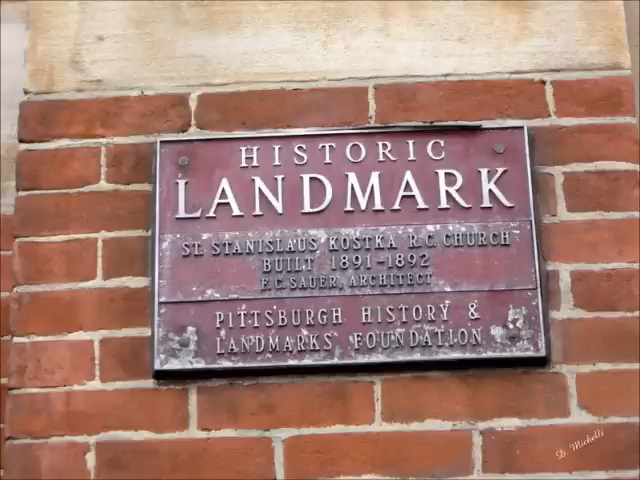 HISTORIC
LANDMARK
ST. STANISLAUS KOSTKA R.C. CHURCH
BUILT 1891-1892
F.C. SAUER, ARCHITECT
PITTSBURGH HISTORY &
LANDMARKS FOUNDATION
D. Michelli